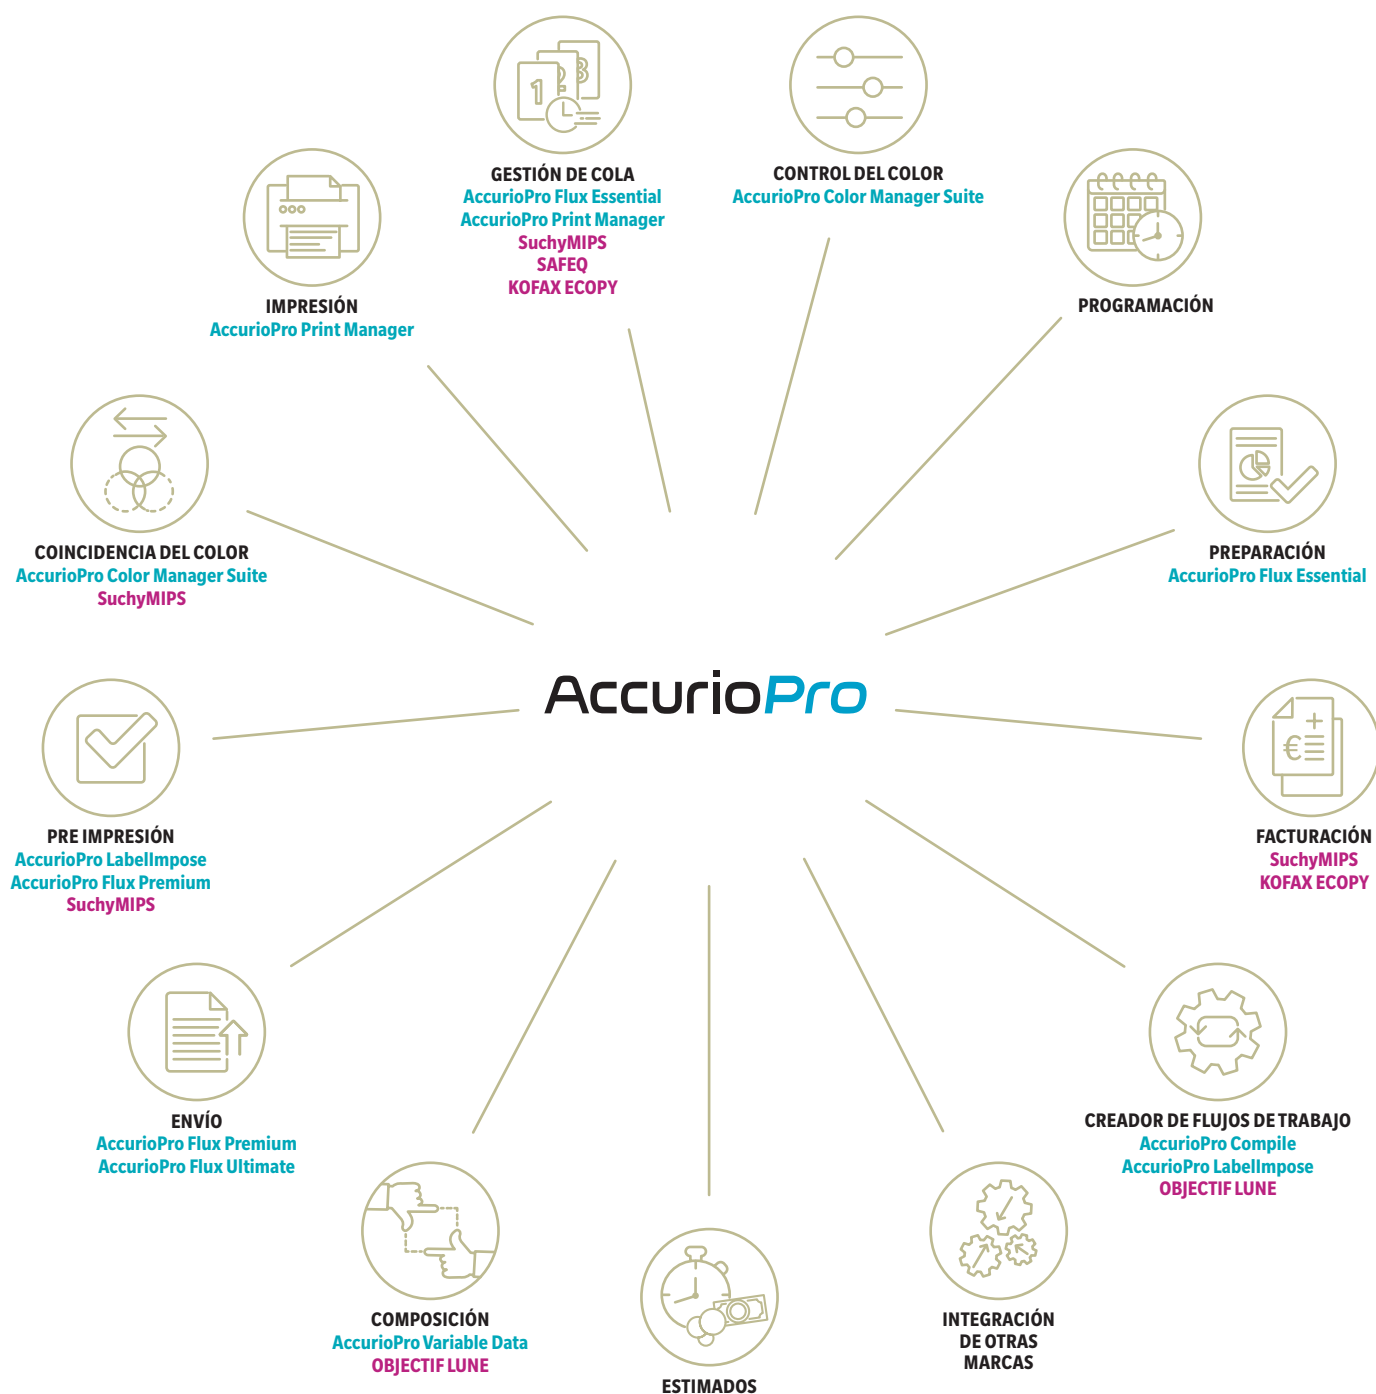 1
2
3
GESTIÓN DE COLA
AccurioPro Flux Essential
AccurioPro Print Manager
SuchyMIPS
SAFEQ
KOFAX ECOPY
CONTROL DEL COLOR
AccurioPro Color Manager Suite
IMPRESIÓN
AccurioPro Print Manager
PROGRAMACIÓN
COINCIDENCIA DEL COLOR
AccurioPro Color Manager Suite
SuchyMIPS
PREPARACIÓN
AccurioPro Flux Essential
AccurioPro
PRE IMPRESIÓN
AccurioPro LabelImpose
AccurioPro Flux Premium
SuchyMIPS
€
FACTURACIÓN
SuchyMIPS
KOFAX ECOPY
ENVÍO
AccurioPro Flux Premium
AccurioPro Flux Ultimate
CREADOR DE FLUJOS DE TRABAJO
AccurioPro Compile
AccurioPro LabelImpose
OBJECTIF LUNE
COMPOSICIÓN
AccurioPro Variable Data
OBJECTIF LUNE
ESTIMADOS
INTEGRACIÓN
DE OTRAS
MARCAS